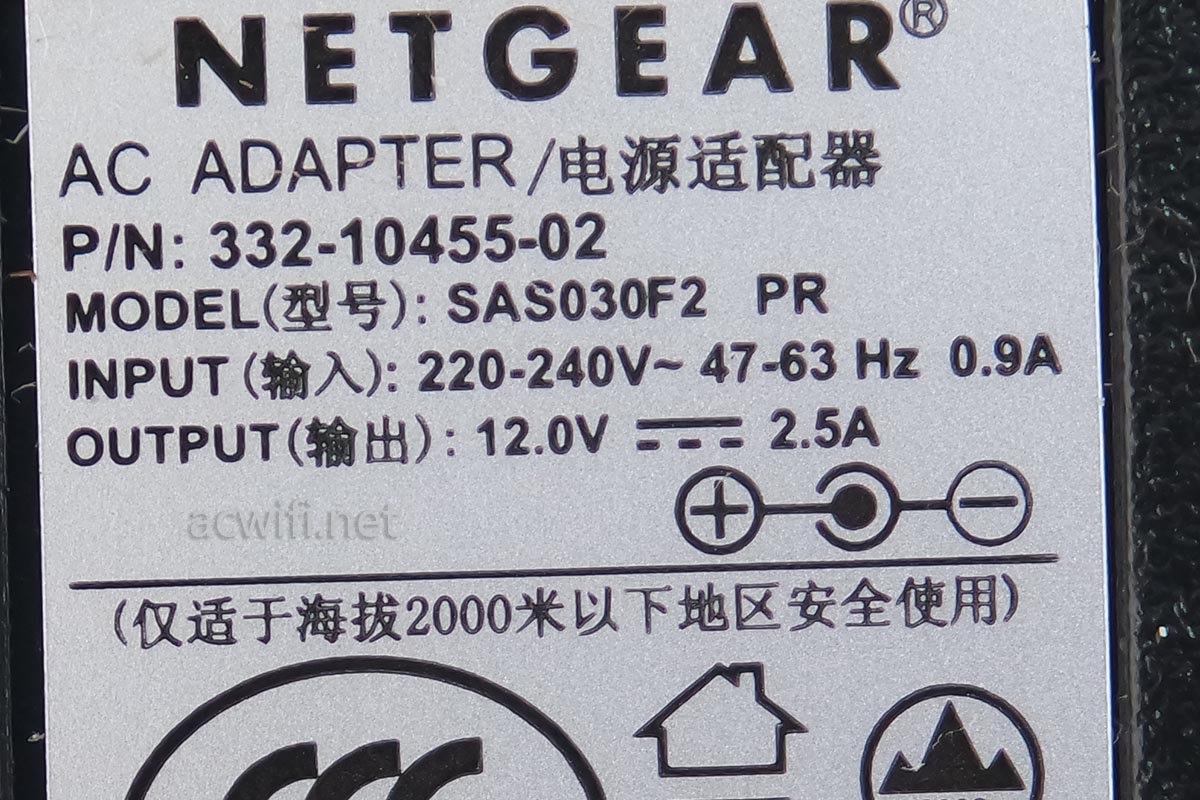 NETGEAR®
AC ADAPTER/电源适配器
P/N: 332-10455-02
MODEL(型号): SAS030F2 PR
INPUT(输入): 220-240V~ 47-63 Hz 0.9A
OUTPUT(输出): 12.0V ⎓ 2.5A
acwifi.net
(仅适于海拔2000米以下地区安全使用)
CCC